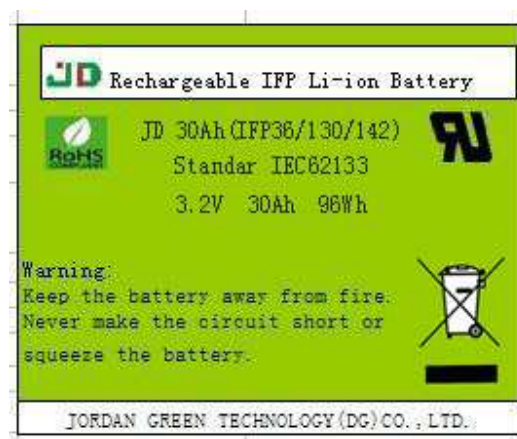 JD Rechargeable IFP Li-ion Battery
RoHS
JD 30Ah(IFP36/130/142)
Standar IEC62133
3.2V 30Ah 96Wh
Warning:
Keep the battery away from fire.
Never make the circuit short or
squeeze the battery.
JORDAN GREEN TECHNOLOGY(DG)CO.,LTD.